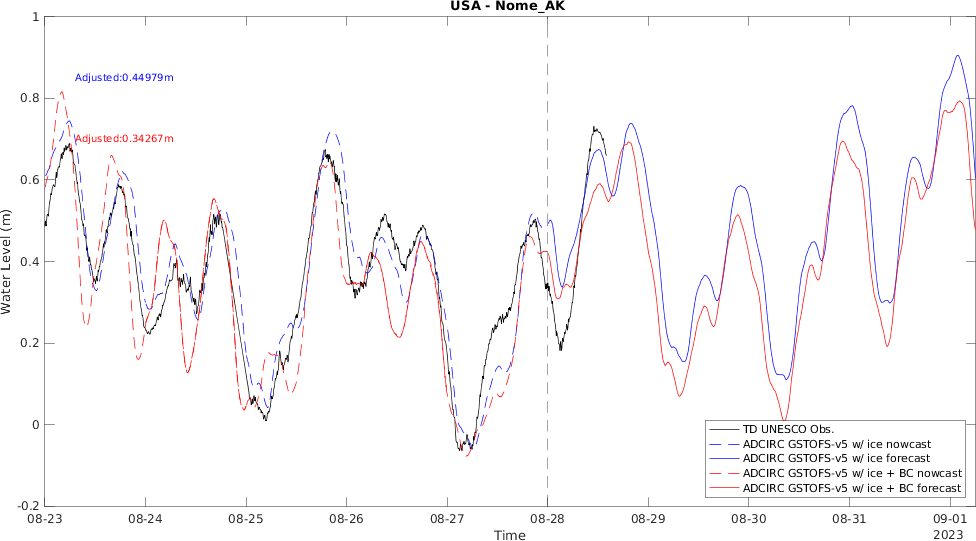 USA - Nome_AK
1
0.8
0.6
0.4
0.2
0
-0.2
Water Level (m)
Adjusted:0.44979m
Adjusted:0.34267m
TD UNESCO Obs.
ADCIRC GSTOFS-v5 w/ ice nowcast
ADCIRC GSTOFS-v5 w/ ice forecast
ADCIRC GSTOFS-v5 w/ ice + BC nowcast
ADCIRC GSTOFS-v5 w/ ice + BC forecast
08-23 08-24 08-25 08-26 08-27 08-28 08-29 08-30 08-31 09-01
2023
Time